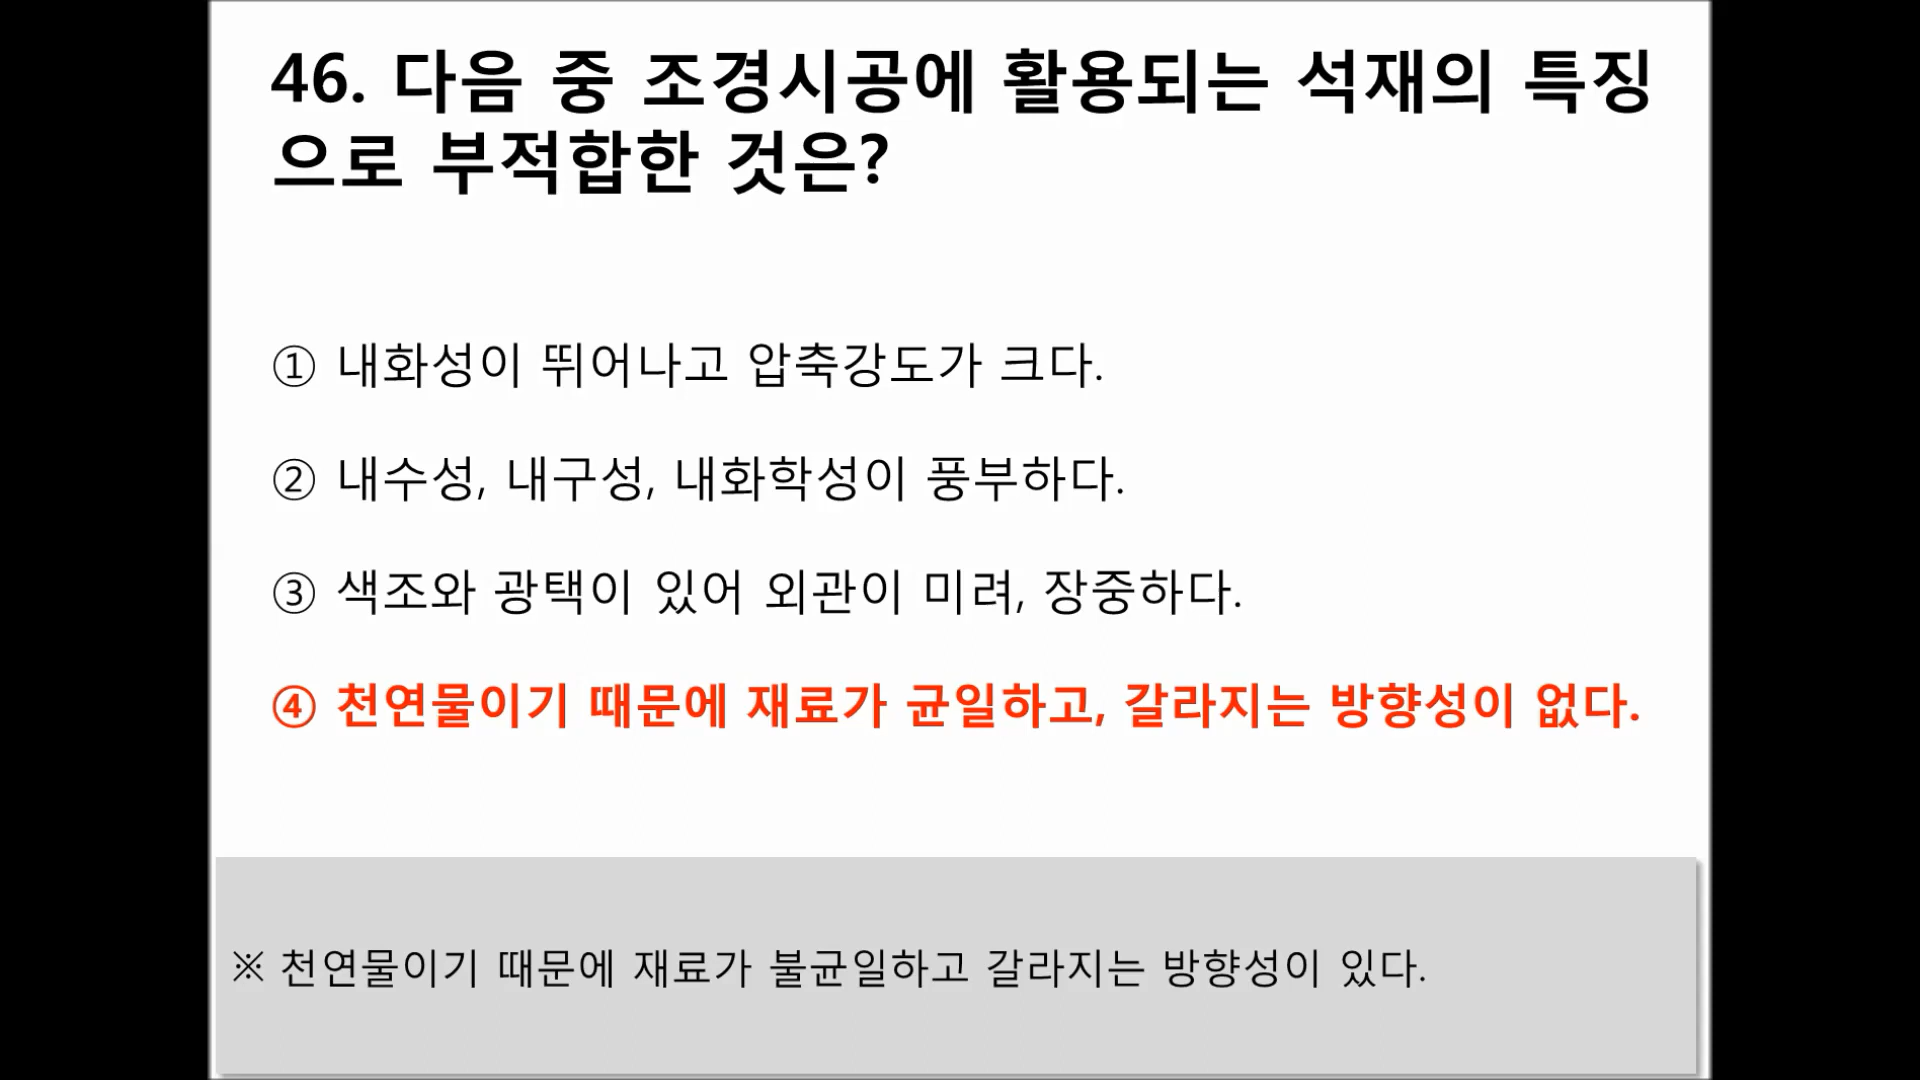 46. 다음 중 조경시공에 활용되는 석재의 특징
으로 부적합한 것은?
① 내화성이 뛰어나고 압축강도가 크다.
② 내수성, 내구성, 내화학성이 풍부하다.
③ 색조와 광택이 있어 외관이 미려, 장중하다.
④ 천연물이기 때문에 재료가 균일하고, 갈라지는 방향성이 없다.
※ 천연물이기 때문에 재료가 불균일하고 갈라지는 방향성이 있다.